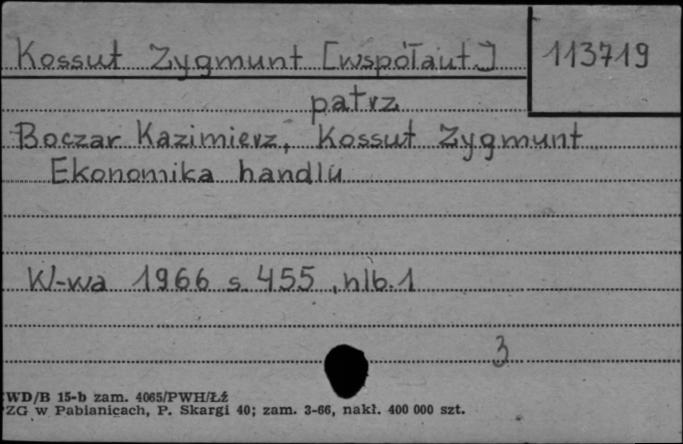 Kossut Zygmunt [współaut.] 113719
patrz
Boczar Kazimierz, Kossut Zygmunt
Ekonomika handlu
W-wa 1966 s. 455, nlb. 1
3
WD/B 15-b zam. 4065/PWH/Łź
ZG w Pabianicach, P. Skargi 40; zam. 3-66, nakł. 400 000 szt.